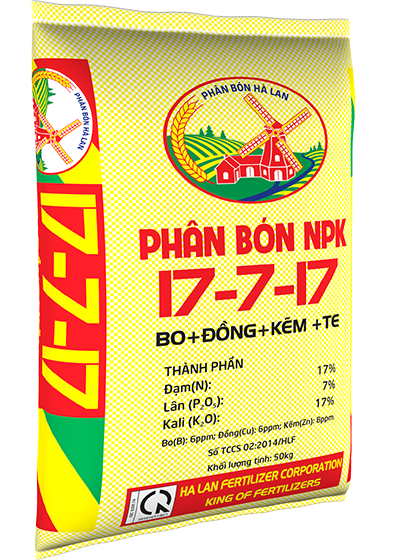 PHÂN BÓN HÀ LAN
17-7-17
PHÂN BÓN HÀ LAN
PHÂN BÓN NPK
17-7-17
BO+ĐỒNG+KẼM +TE
THÀNH PHẦN 17%
Đạm(N): 7%
Lân (P₂O₅): 17%
Kali (K₂O):
Bo(B): 6ppm; Đồng(Cu): 6ppm; Kẽm(Zn): 8ppm
Số TCCS 02:2014/HLF
Khối lượng tịnh: 50kg
HA LAN FERTILIZER CORPORATION
KING OF FERTILIZERS